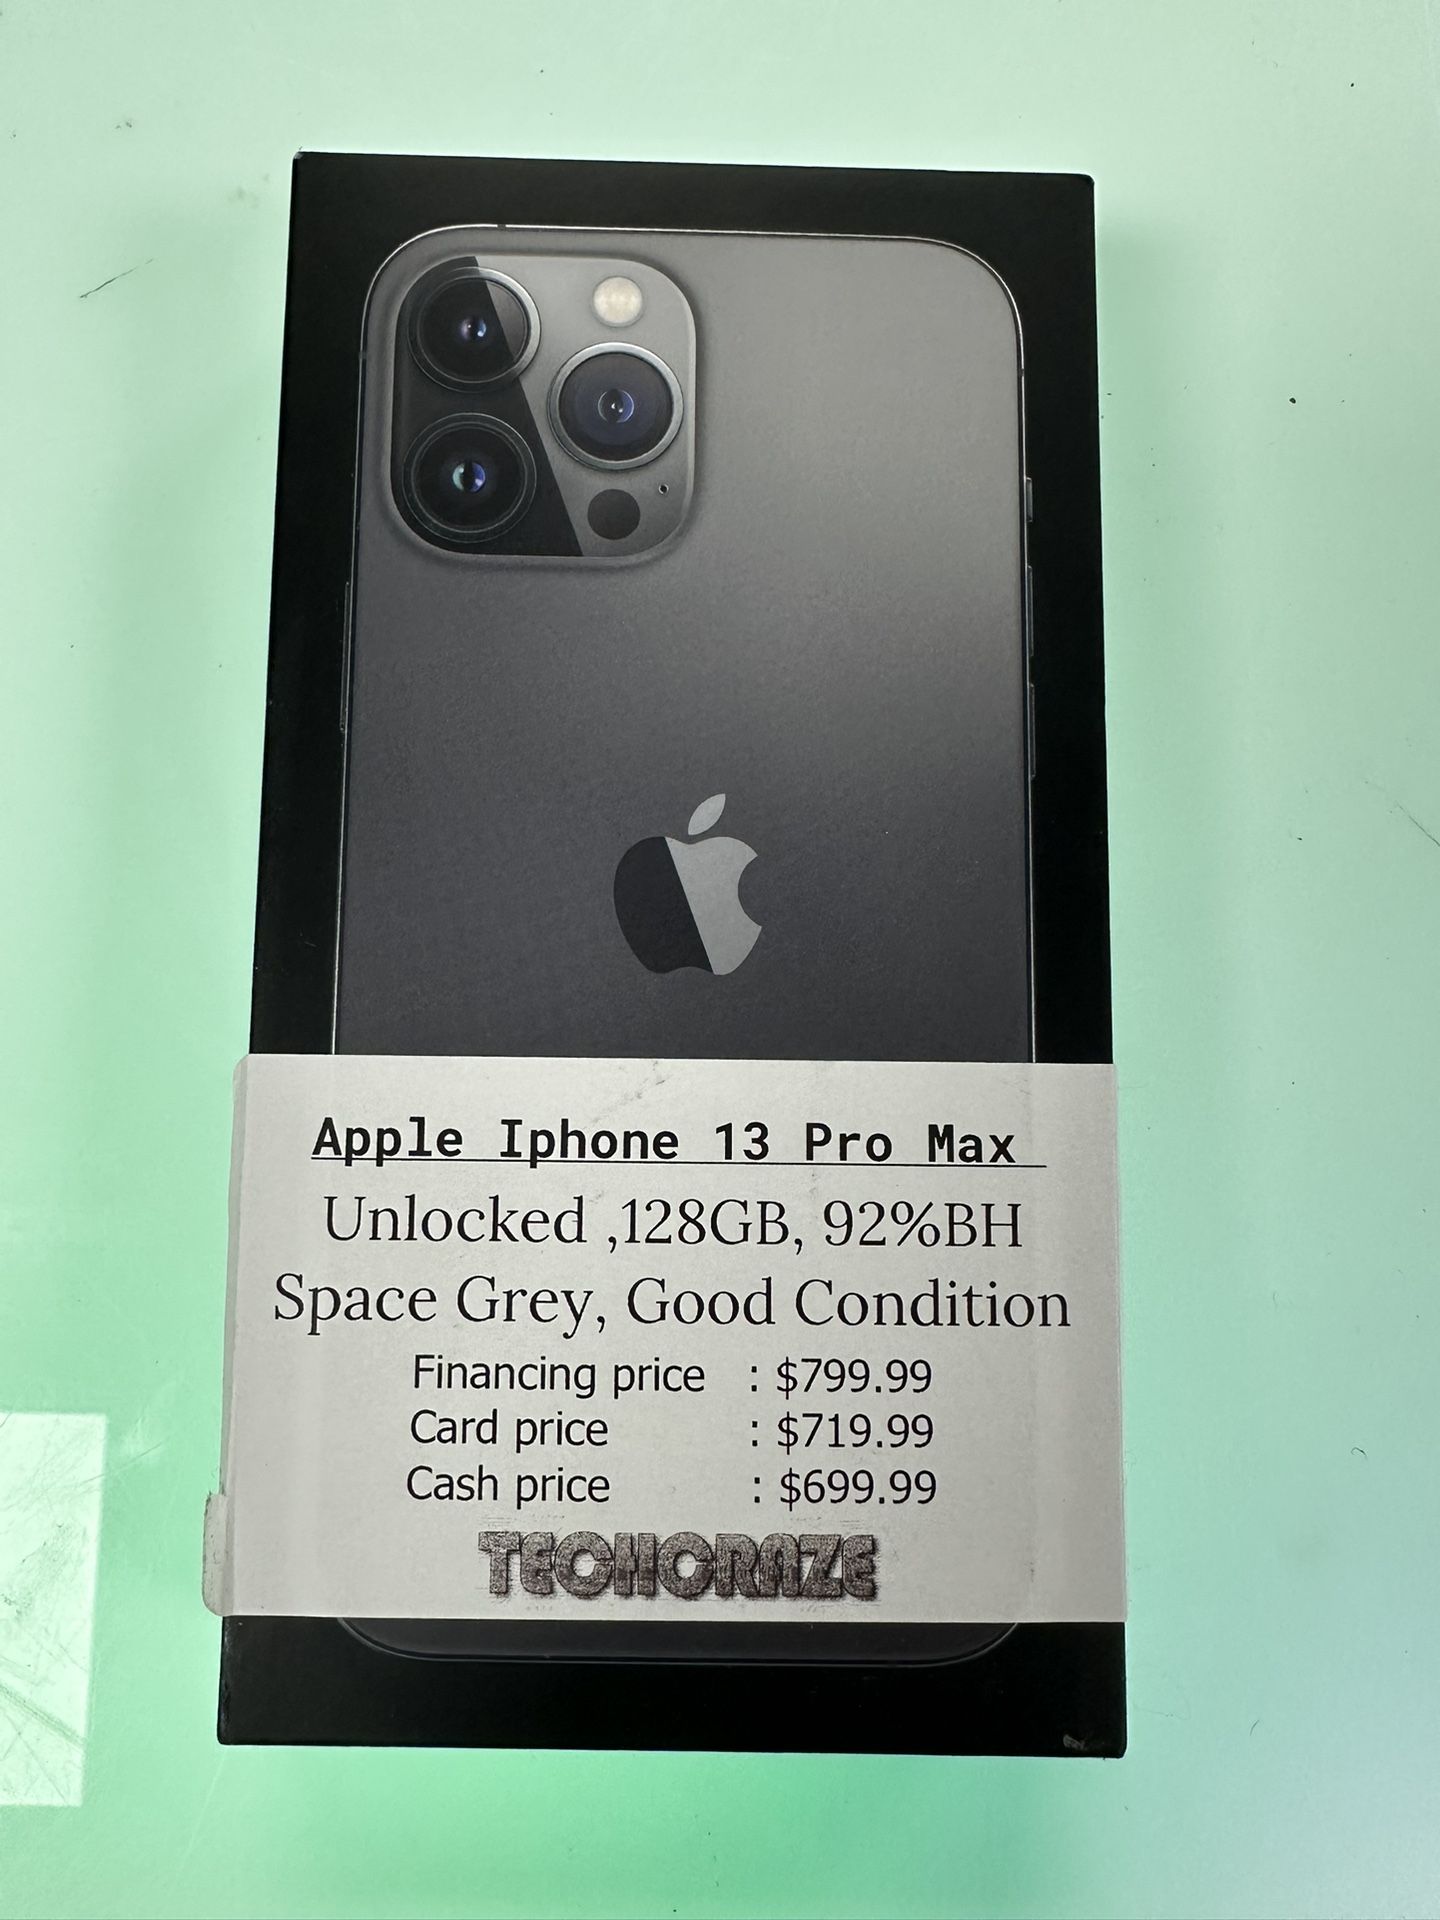 Apple Iphone 13 Pro Max
Unlocked ,128GB, 92%BH
Space Grey, Good Condition
Financing price : $799.99
Card price : $719.99
Cash price : $699.99
TECHCRAZE